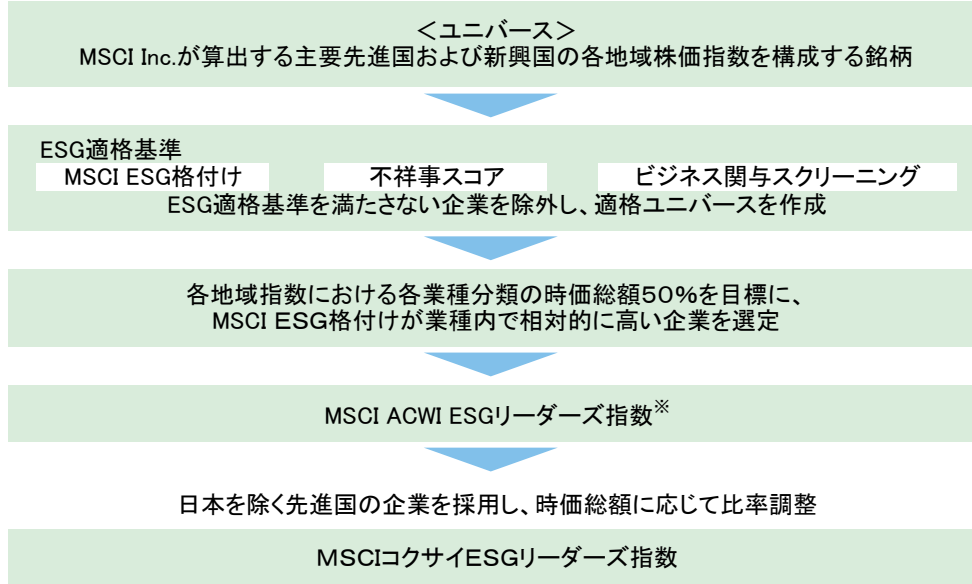 ＜ユニバース＞
MSCI Inc.が算出する主要先進国および新興国の各地域株価指数を構成する銘柄
ESG適格基準
MSCI ESG格付け 不祥事スコア ビジネス関与スクリーニング
ESG適格基準を満たさない企業を除外し、適格ユニバースを作成
各地域指数における各業種分類の時価総額50%を目標に、
MSCI ESG格付けが業種内で相対的に高い企業を選定
MSCI ACWI ESGリーダーズ指数※
日本を除く先進国の企業を採用し、時価総額に応じて比率調整
MSCIコクサイESGリーダーズ指数